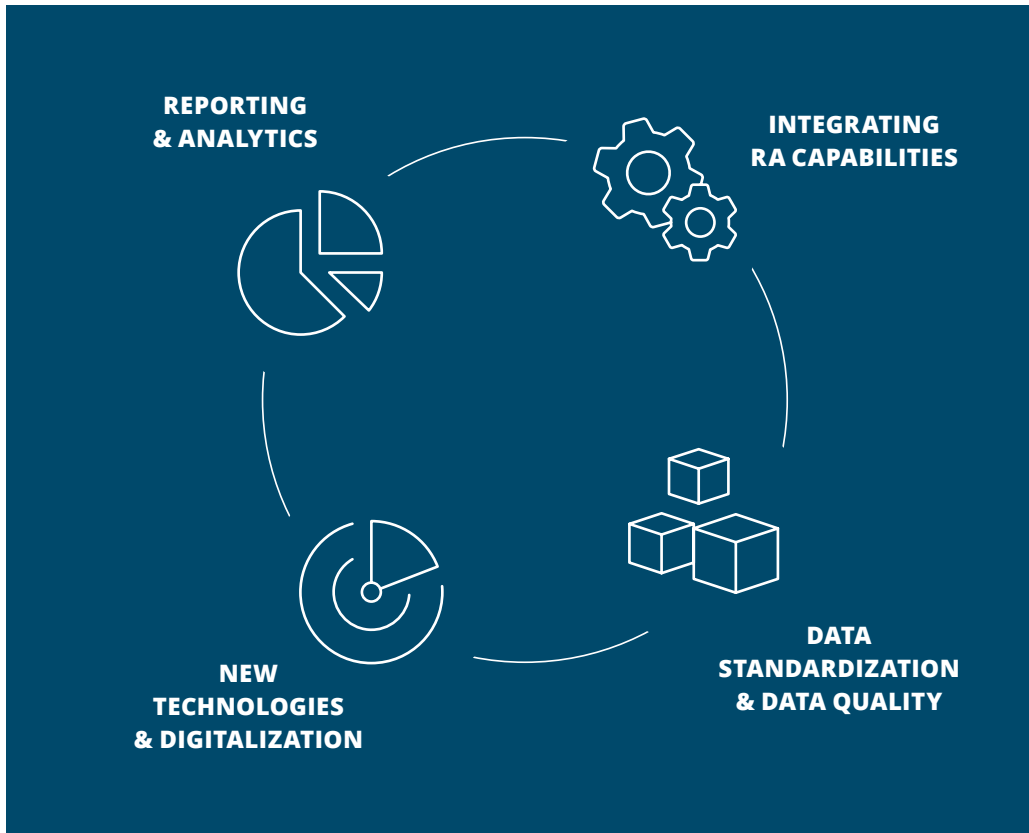 REPORTING
& ANALYTICS
INTEGRATING
RA CAPABILITIES
NEW
TECHNOLOGIES
& DIGITALIZATION
DATA
STANDARDIZATION
& DATA QUALITY